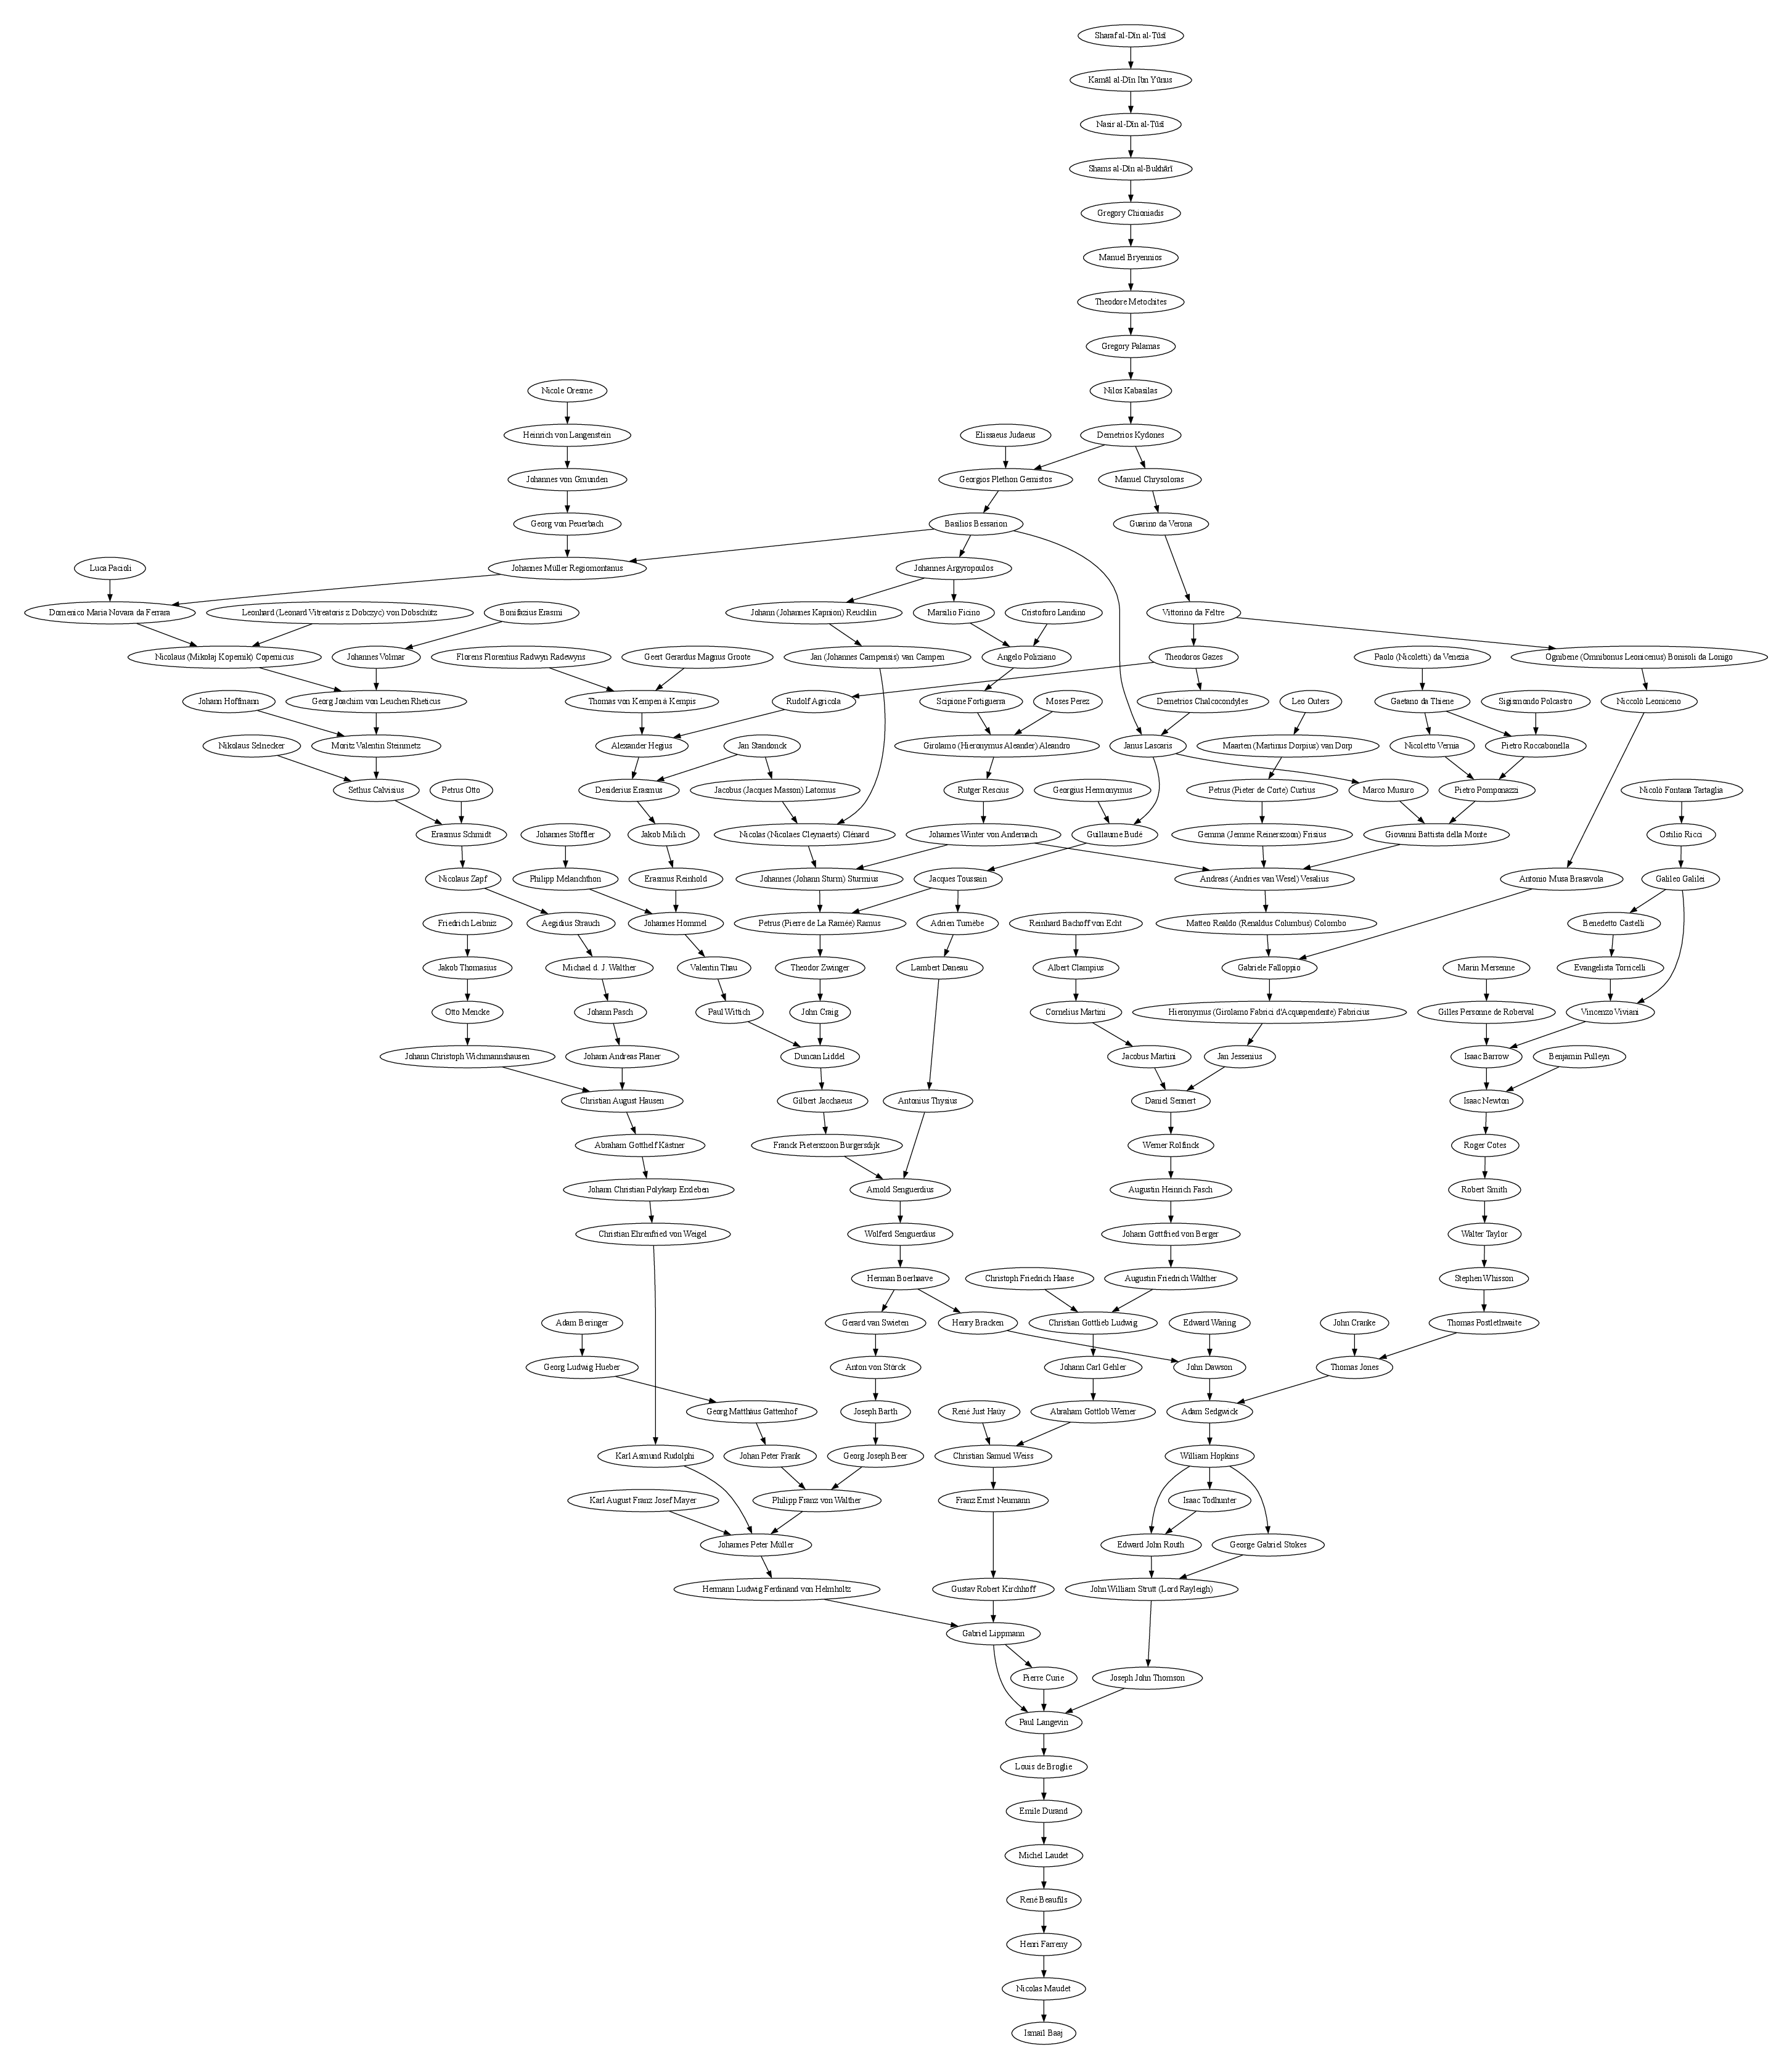 Sharaf al-Dīn al-Ṭūsī
Kamāl al-Dīn Ibn Yūnus
Nasir al-Dīn al-Ṭūsī
Shams al-Dīn al-Bukhārī
Gregory Chioniadis
Manuel Bryennios
Theodore Metochites
Gregory Palamas
Nicole Oresme
Nilos Kabasilas
Heinrich von Langenstein
Elissaeus Judaeus
Demetrios Kydones
Johannes von Gmunden
Georgios Plethon Gemistos
Manuel Chrysoloras
Georg von Peuerbach
Basilios Bessarion
Guarino da Verona
Luca Pacioli
Johannes Müller Regiomontanus
Johannes Argyropoulos
Domenico Maria Novara da Ferrara
Leonhard (Leonard Vitreatoris z Dobczyc) von Dobschütz
Bonifazius Erasmi
Johann (Johannes Kapnion) Reuchlin
Marsilio Ficino
Cristoforo Landino
Vittorino da Feltre
Nicolaus (Mikołaj Kopernik) Copernicus
Johannes Volmar
Florens Florentius Radwyn Radewyns
Geert Gerardus Magnus Groote
Jan (Johannes Campensis) van Campen
Angelo Poliziano
Theodoros Gazes
Paolo (Nicoletti) da Venezia
Ognibene (Omnibonus Leonicenus) Bonisoli da Lonigo
Johann Hoffmann
Georg Joachim von Leuchen Rheticus
Thomas von Kempen à Kempis
Rudolf Agricola
Scipione Fortiguerra
Moses Perez
Demetrios Chalcocondyles
Leo Outers
Gaetano da Thiene
Sigismondo Polcastro
Niccolò Leoniceno
Nikolaus Selnecker
Moritz Valentin Steinmetz
Alexander Hegius
Jan Standonck
Girolamo (Hieronymus Aleander) Aleandro
Janus Lascaris
Maarten (Martinus Dorpius) van Dorp
Nicoletto Vernia
Pietro Roccabonella
Sethus Calvisius
Petrus Otto
Desiderius Erasmus
Jacobus (Jacques Masson) Latomus
Rutger Rescius
Georgius Hermonymus
Petrus (Pieter de Corte) Curtius
Marco Musuro
Pietro Pomponazzi
Nicolò Fontana Tartaglia
Erasmus Schmidt
Johannes Stöffler
Jakob Milich
Nicolas (Nicolaes Cleynaerts) Clénard
Johannes Winter von Andernach
Guillaume Budé
Gemma (Jemme Reinerszoon) Frisius
Giovanni Battista della Monte
Ostilio Ricci
Nicolaus Zapf
Philipp Melanchthon
Erasmus Reinhold
Johannes (Johann Sturm) Sturmius
Jacques Toussain
Andreas (Andries van Wesel) Vesalius
Antonio Musa Brasavola
Galileo Galilei
Friedrich Leibniz
Aegidius Strauch
Johannes Hommel
Petrus (Pierre de La Ramée) Ramus
Adrien Turnèbe
Reinhard Bachoff von Echt
Matteo Realdo (Renaldus Columbus) Colombo
Benedetto Castelli
Jakob Thomasius
Michael d. J. Walther
Valentin Thau
Theodor Zwinger
Lambert Daneau
Albert Clampius
Gabriele Falloppio
Marin Mersenne
Evangelista Torricelli
Otto Mencke
Johann Pasch
Paul Wittich
John Craig
Cornelius Martini
Hieronymus (Girolamo Fabrici d'Acquapendente) Fabricius
Gilles Personne de Roberval
Vincenzo Viviani
Johann Christoph Wichmannshausen
Johann Andreas Planer
Duncan Liddel
Jacobus Martini
Jan Jessenius
Isaac Barrow
Benjamin Pulleyn
Christian August Hausen
Gilbert Jacchaeus
Antonius Thysius
Daniel Sennert
Isaac Newton
Abraham Gotthelf Kästner
Franck Pieterszoon Burgersdijk
Werner Rolfinck
Roger Cotes
Johann Christian Polykarp Erxleben
Arnold Senguerdius
Augustin Heinrich Fasch
Robert Smith
Christian Ehrenfried von Weigel
Wolferd Senguerdius
Johann Gottfried von Berger
Walter Taylor
Herman Boerhaave
Christoph Friedrich Haase
Augustin Friedrich Walther
Stephen Whisson
Adam Beringer
Gerard van Swieten
Henry Bracken
Christian Gottlieb Ludwig
Edward Waring
John Cranke
Thomas Postlethwaite
Georg Ludwig Hueber
Anton von Störck
Johann Carl Gehler
John Dawson
Thomas Jones
Georg Matthäus Gattenhof
Joseph Barth
René Just Haüy
Abraham Gottlob Werner
Adam Sedgwick
Karl Asmund Rudolphi
Johan Peter Frank
Georg Joseph Beer
Christian Samuel Weiss
William Hopkins
Karl August Franz Josef Mayer
Philipp Franz von Walther
Franz Ernst Neumann
Isaac Todhunter
Johannes Peter Müller
Edward John Routh
George Gabriel Stokes
Hermann Ludwig Ferdinand von Helmholtz
Gustav Robert Kirchhoff
John William Strutt (Lord Rayleigh)
Gabriel Lippmann
Pierre Curie
Joseph John Thomson
Paul Langevin
Louis de Broglie
Emile Durand
Michel Laudet
René Beaufils
Henri Farreny
Nicolas Maudet
Ismaïl Baaj